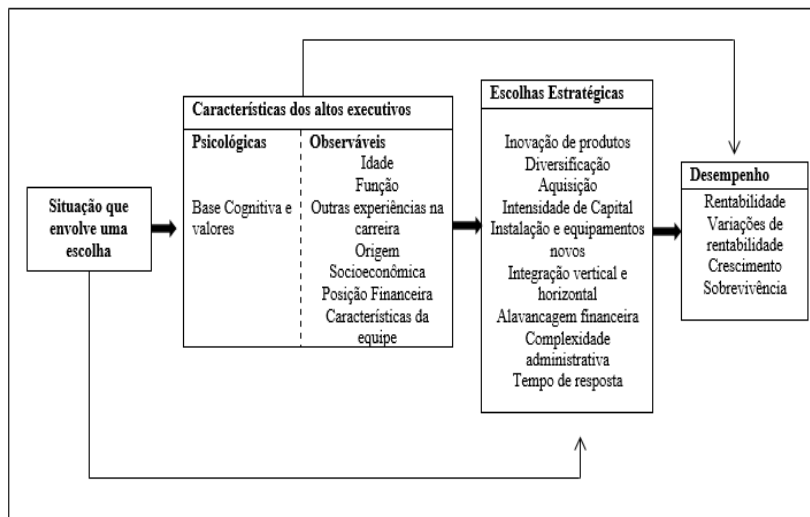 Situação que
envolve uma
escolha
Características dos altos executivos
Psicológicas
Base Cognitiva e
valores
Observáveis
Idade
Função
Outras experiências na
carreira
Origem
Socioeconômica
Posição Financeira
Características da
equipe
Escolhas Estratégicas
Inovação de produtos
Diversificação
Aquisição
Intensidade de Capital
Instalação e equipamentos
novos
Integração vertical e
horizontal
Alavancagem financeira
Complexidade
administrativa
Tempo de resposta
Desempenho
Rentabilidade
Variações de
rentabilidade
Crescimento
Sobrevivência